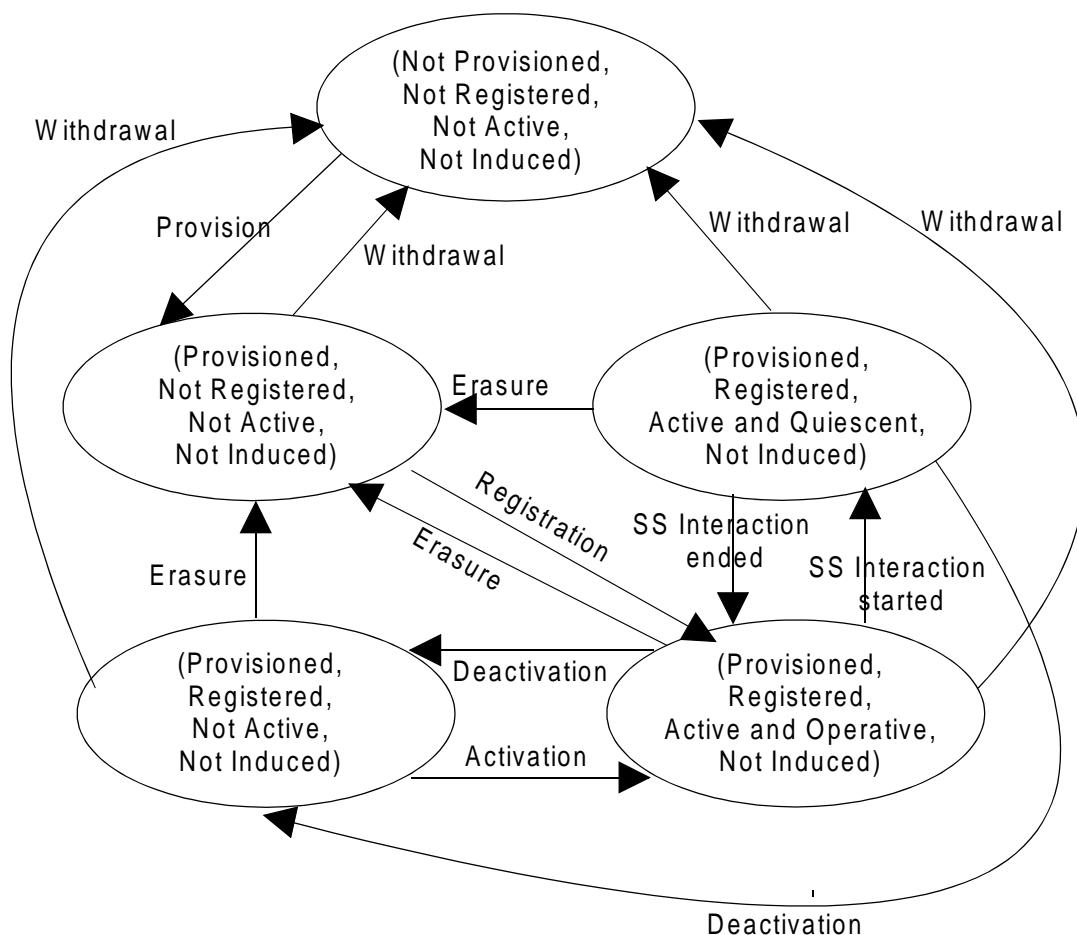 (Not Provisioned,
Not Registered,
Not Active,
Not Induced)
Withdrawal
Provision
Withdrawal
Withdrawal
Withdrawal
(Provisioned,
Not Registered,
Not Active,
Not Induced)
Erasure
(Provisioned,
Registered,
Active and Quiescent,
Not Induced)
Registration
Erasure
SS Interaction
ended
SS Interaction
started
Erasure
(Provisioned,
Registered,
Not Active,
Not Induced)
Deactivation
Activation
(Provisioned,
Registered,
Active and Operative,
Not Induced)
Deactivation